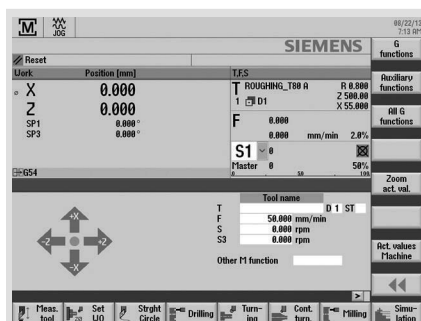 M JOG
08/22/13
7:13 AM
SIEMENS
Reset
Work Position [mm]
X 0.000
Z 0.000
SP1 0.000°
SP3 0.000°
G54
T,F,S
T ROUGHING_T80 A R 0.800
1 D1 Z 500.00
X 55.000
F 0.000
0.000 mm/min 2.0%
S1 0
Master 0 50%
0 50 100
Tool name
T D 1 ST
F 50.000 mm/min
S 0.000 rpm
S3 0.000 rpm
Other M function
+X
-Z +Z
-X
G functions
Auxiliary functions
All G functions
Zoom act. val.
Act. values Machine
Meas. tool
Set WO
Strght Circle
Drilling
Turn-ing
Cont. turn.
Milling
Simu-lation